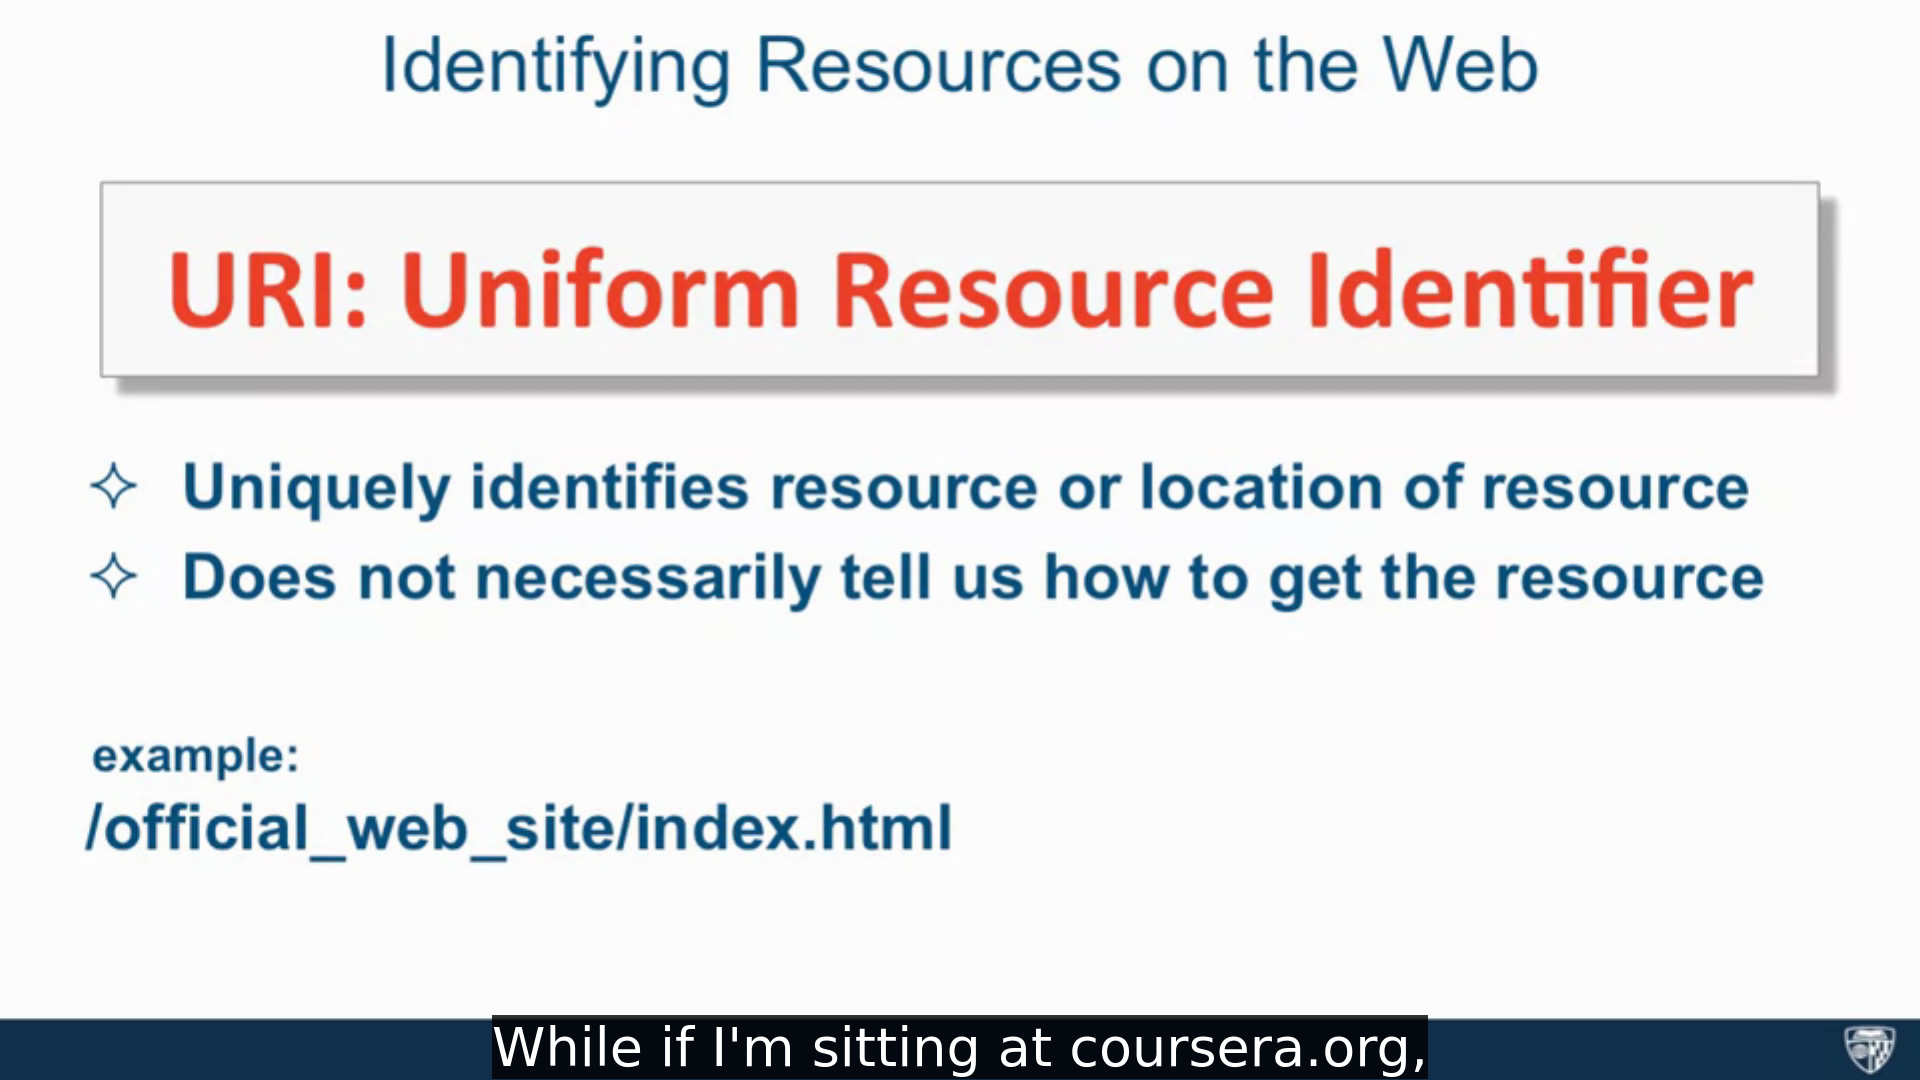 Identifying Resources on the Web
URI: Uniform Resource Identifier
Uniquely identifies resource or location of resource
Does not necessarily tell us how to get the resource
example:
/official_web_site/index.html
While if I'm sitting at coursera.org,